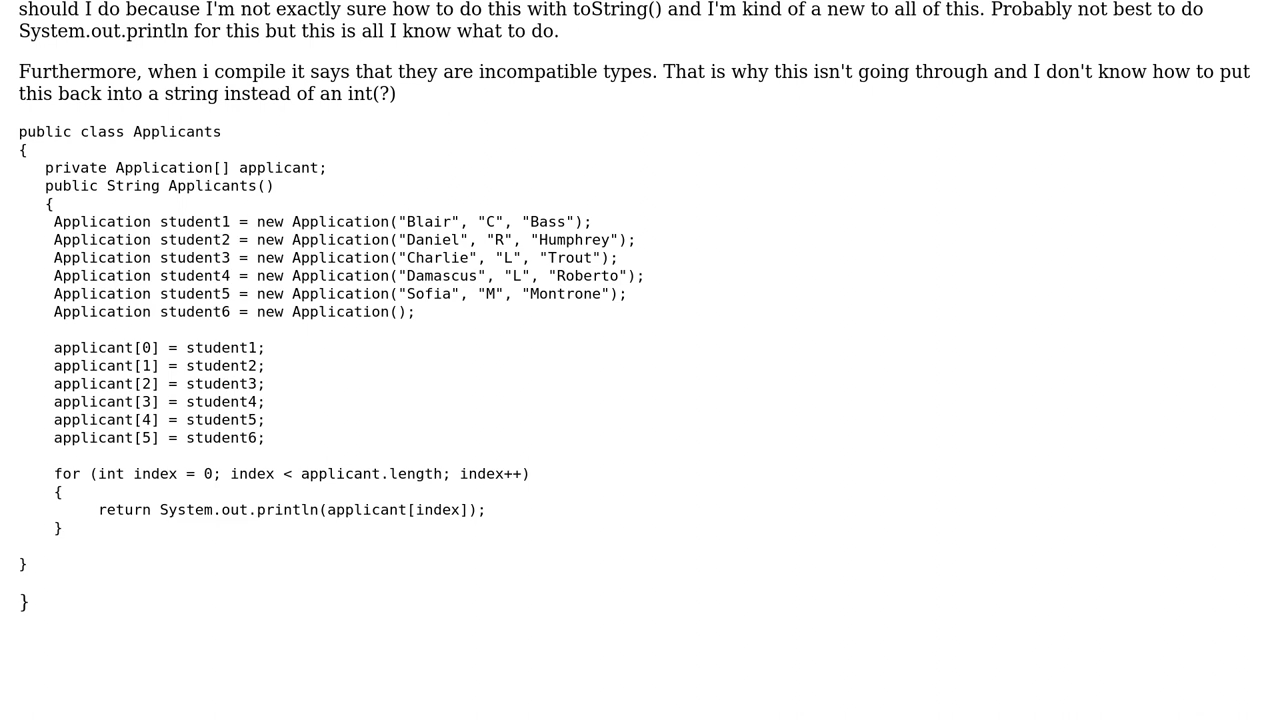 should I do because I'm not exactly sure how to do this with toString() and I'm kind of a new to all of this. Probably not best to do
System.out.println for this but this is all I know what to do.
Furthermore, when i compile it says that they are incompatible types. That is why this isn't going through and I don't know how to put
this back into a string instead of an int(?)
public class Applicants
{
   private Application[] applicant;
   public String Applicants()
   {
    Application student1 = new Application("Blair", "C", "Bass");
    Application student2 = new Application("Daniel", "R", "Humphrey");
    Application student3 = new Application("Charlie", "L", "Trout");
    Application student4 = new Application("Damascus", "L", "Roberto");
    Application student5 = new Application("Sofia", "M", "Montrone");
    Application student6 = new Application();
    applicant[0] = student1;
    applicant[1] = student2;
    applicant[2] = student3;
    applicant[3] = student4;
    applicant[4] = student5;
    applicant[5] = student6;
    for (int index = 0; index < applicant.length; index++)
    {
         return System.out.println(applicant[index]);
    }
}
}